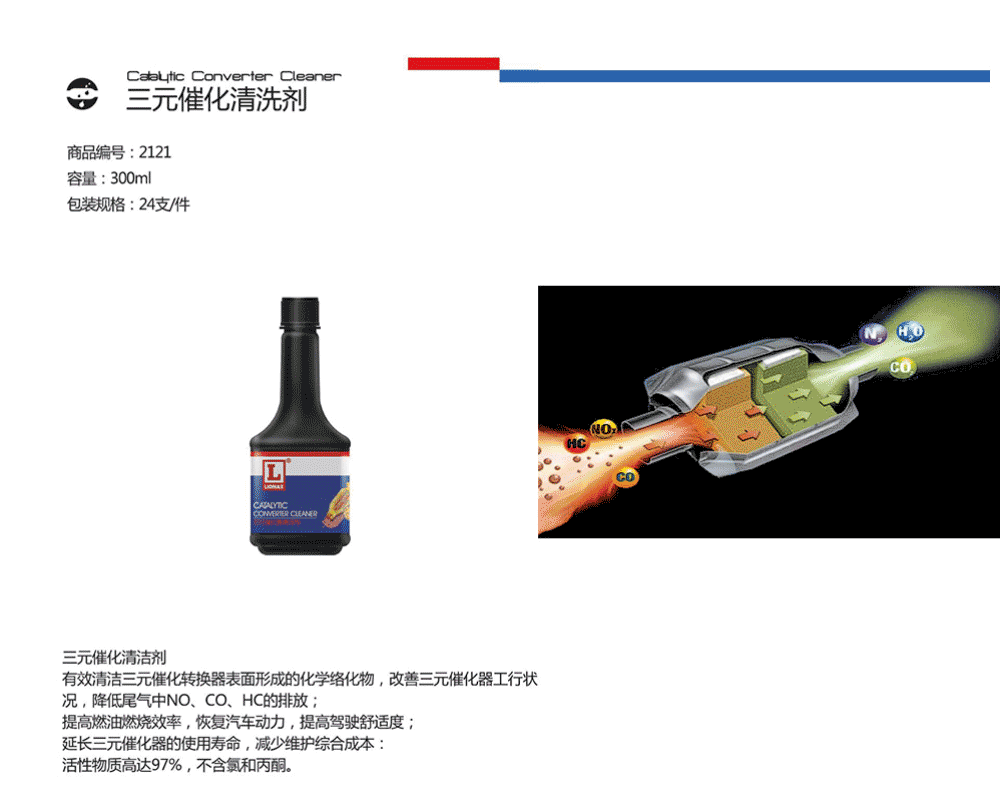 Catalytic Converter Cleaner
三元催化清洗剂
商品编号：2121
容量：300ml
包装规格：24支/件
N2
H2O
CO2
NOx
HC
CO
L
LIONAX
CATALYTIC
CONVERTER CLEANER
三元催化清洁剂
有效清洁三元催化转换器表面形成的化学络化物，改善三元催化器工行状
况，降低尾气中NO、CO、HC的排放；
提高燃油燃烧效率，恢复汽车动力，提高驾驶舒适度；
延长三元催化器的使用寿命，减少维护综合成本：
活性物质高达97%，不含氯和丙酮。